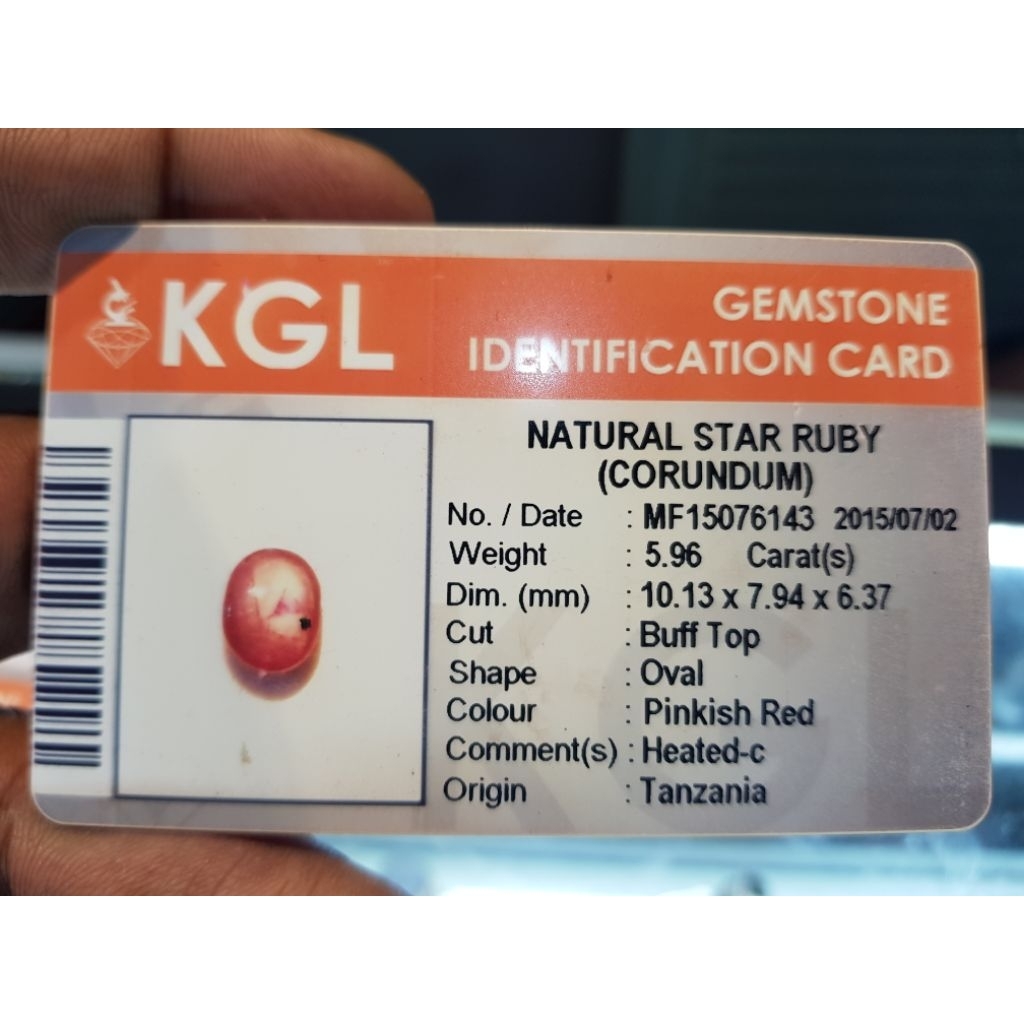 KGL
GEMSTONE
IDENTIFICATION CARD
NATURAL STAR RUBY
(CORUNDUM)
No. / Date : MF15076143 2015/07/02
Weight : 5.96 Carat(s)
Dim. (mm) : 10.13 x 7.94 x 6.37
Cut : Buff Top
Shape : Oval
Colour : Pinkish Red
Comment(s) : Heated-c
Origin : Tanzania